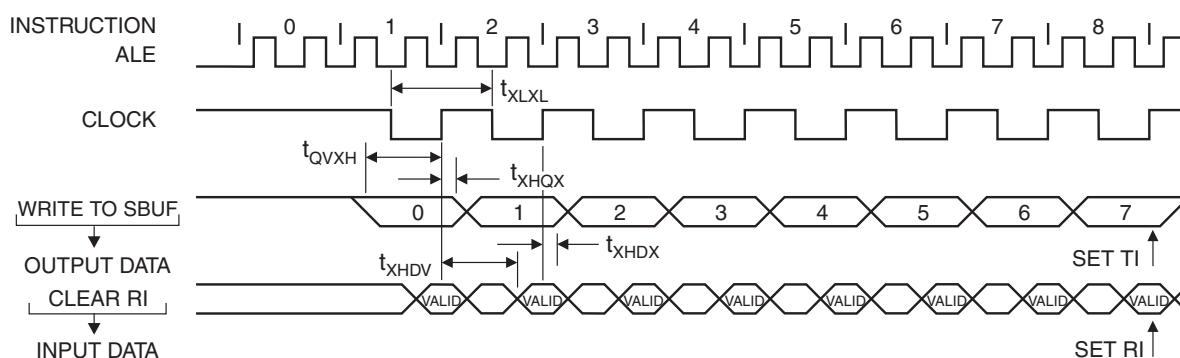 INSTRUCTION 0 1 2 3 4 5 6 7 8
ALE
tXLXL
CLOCK
tQVXH
tXHQX
WRITE TO SBUF 0 1 2 3 4 5 6 7
tXHDX
OUTPUT DATA tXHDV SET TI
CLEAR RI VALID VALID VALID VALID VALID VALID VALID VALID
INPUT DATA SET RI